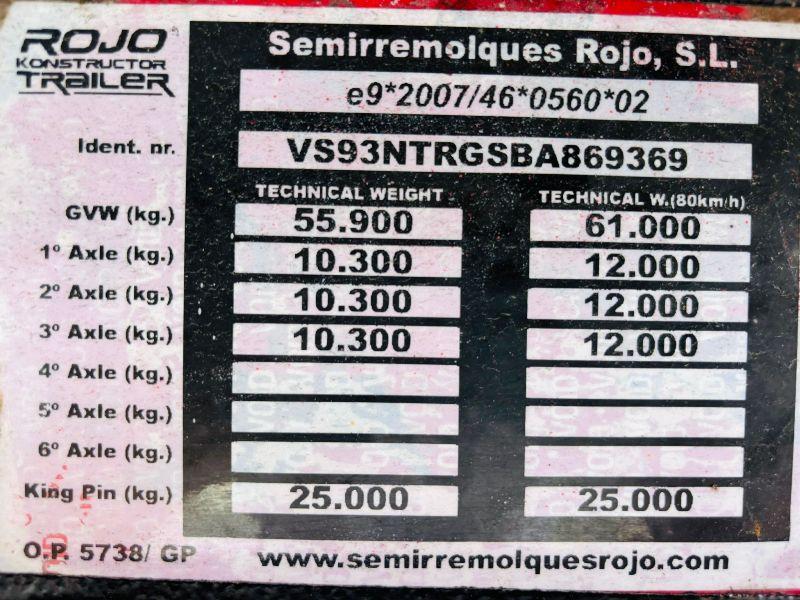 ROJO
KONSTRUCTOR
TRAILER
Semirremolques Rojo, S.L.
e9*2007/46*0560*02
Ident. nr. VS93NTRGSBA869369
TECHNICAL WEIGHT TECHNICAL W.(80km/h)
GVW (kg.) 55.900 61.000
1º Axle (kg.) 10.300 12.000
2º Axle (kg.) 10.300 12.000
3º Axle (kg.) 10.300 12.000
4º Axle (kg.)
5º Axle (kg.)
6º Axle (kg.)
King Pin (kg.) 25.000 25.000
O.P. 5738/ GP www.semirremolquesrojo.com